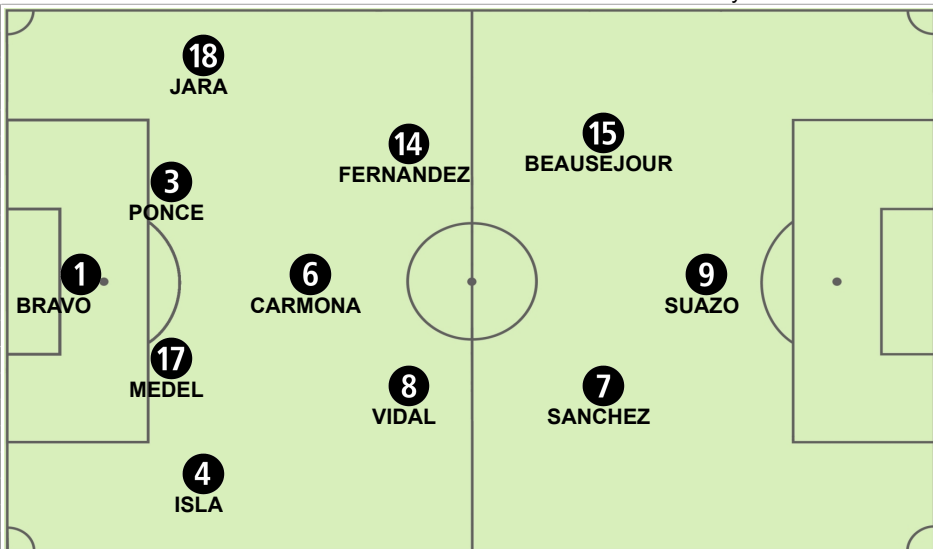 18
JARA
14
FERNANDEZ
15
BEAUSEJOUR
3
PONCE
1
BRAVO
6
CARMONA
9
SUAZO
17
MEDEL
8
VIDAL
7
SANCHEZ
4
ISLA